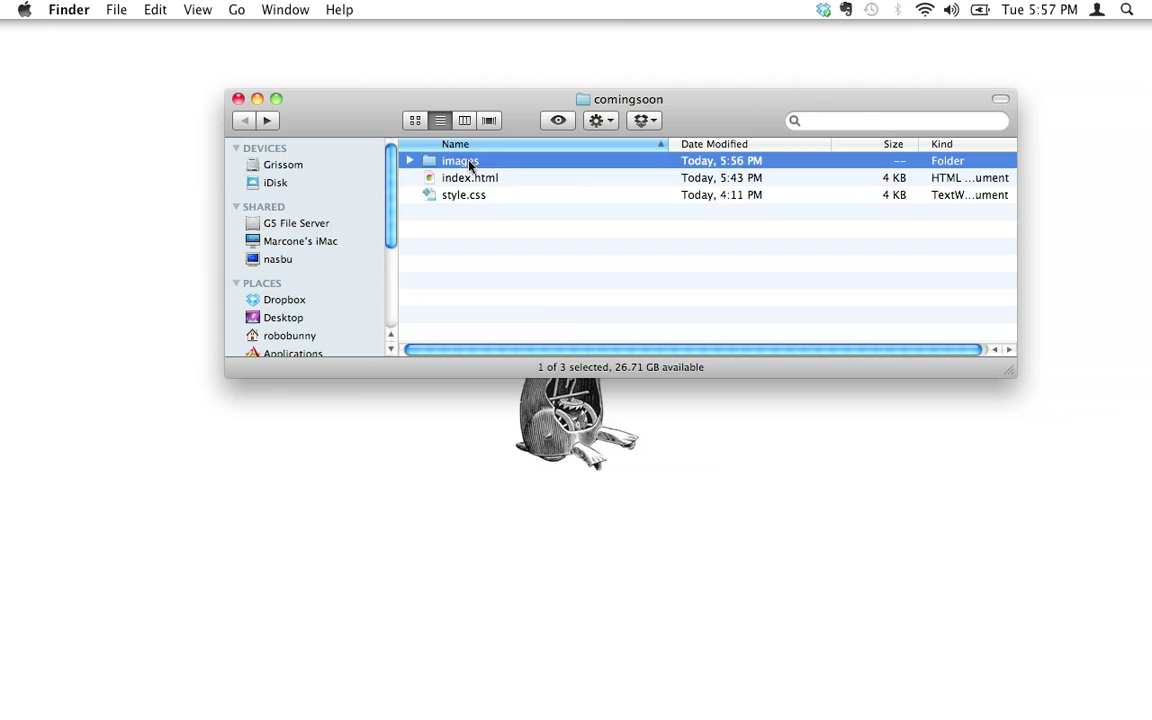 Finder File Edit View Go Window Help Tue 5:57 PM
comingsoon
Name Date Modified Size Kind
DEVICES
Grissom
iDisk
SHARED
G5 File Server
Marcone's iMac
nasbu
PLACES
Dropbox
Desktop
robobunny
Applications
images Today, 5:56 PM -- Folder
index.html Today, 5:43 PM 4 KB HTML ...ument
style.css Today, 4:11 PM 4 KB TextW...ument
1 of 3 selected, 26.71 GB available